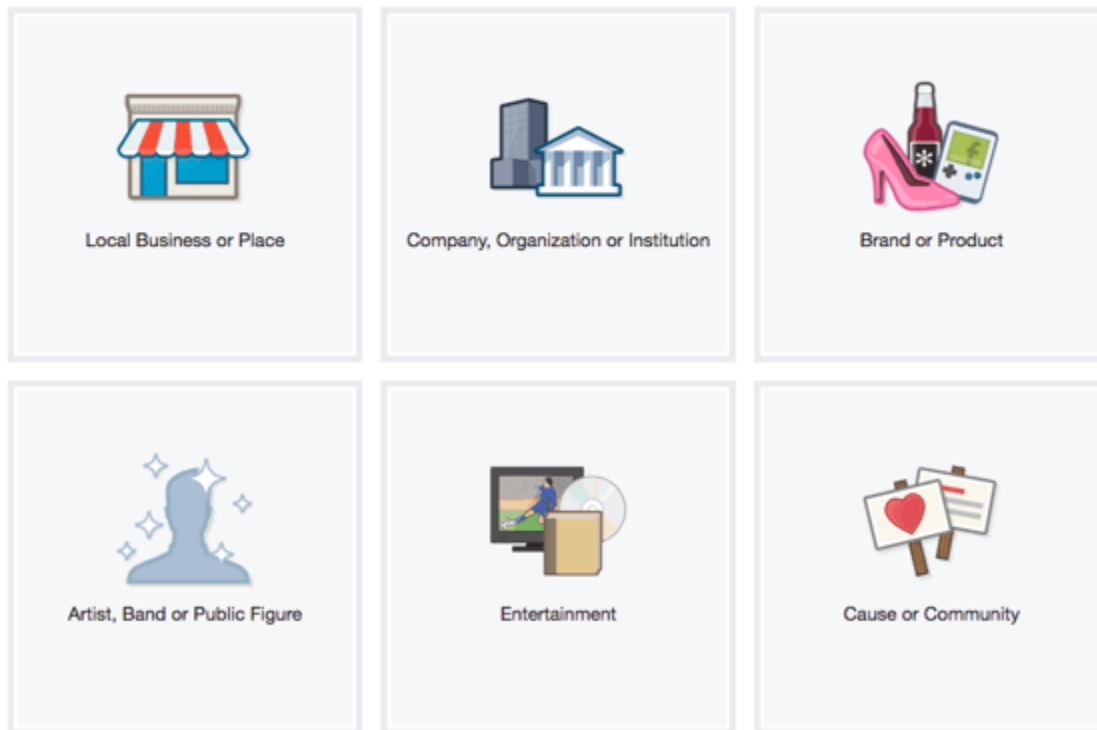 Local Business or Place
Company, Organization or Institution
Brand or Product
Artist, Band or Public Figure
Entertainment
Cause or Community